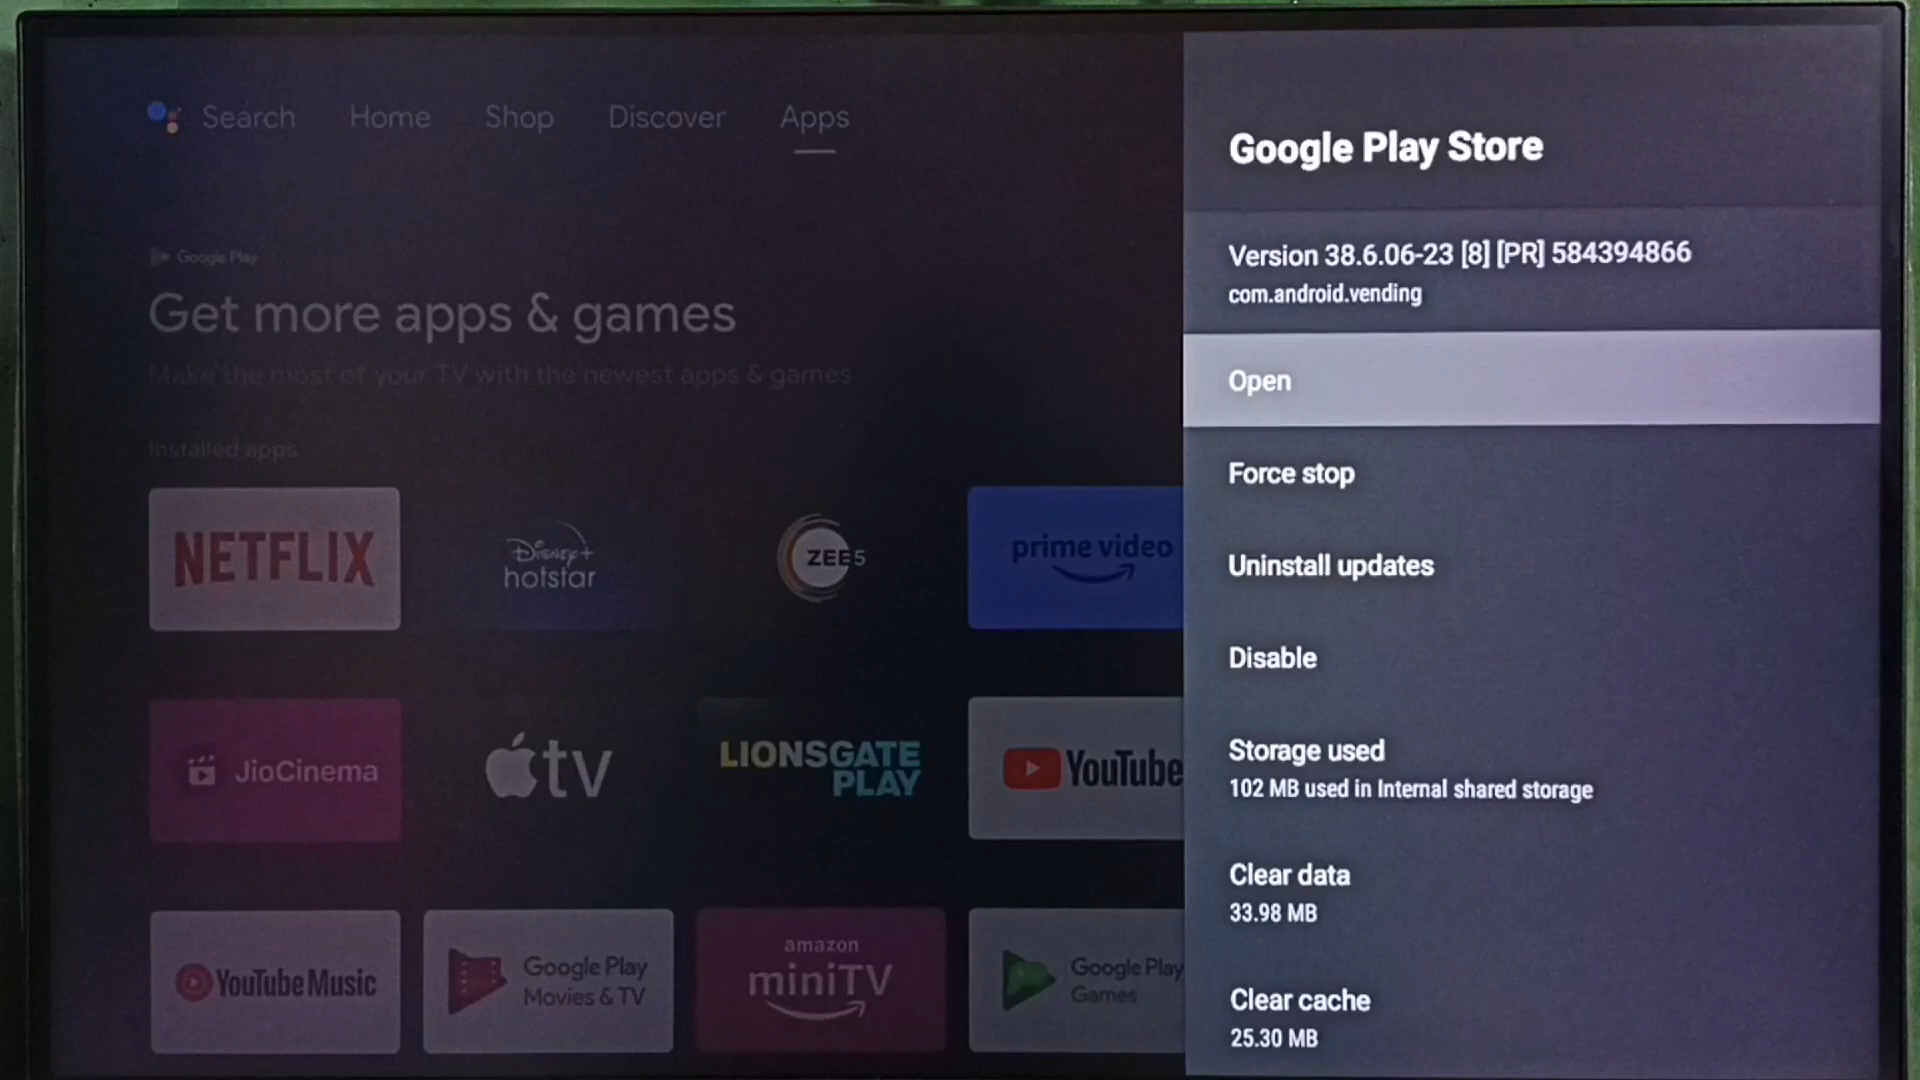 Search Home Shop Discover Apps
Google Play
Get more apps & games
Make the most of your TV with the newest apps & games
Installed apps
NETFLIX
Disney+
hotstar
ZEE5
prime video
JioCinema
tv
LIONSGATE
PLAY
YouTube
YouTube Music
Google Play
Movies & TV
amazon
miniTV
Google Play
Games
Google Play Store
Version 38.6.06-23 [8] [PR] 584394866
com.android.vending
Open
Force stop
Uninstall updates
Disable
Storage used
102 MB used in Internal shared storage
Clear data
33.98 MB
Clear cache
25.30 MB